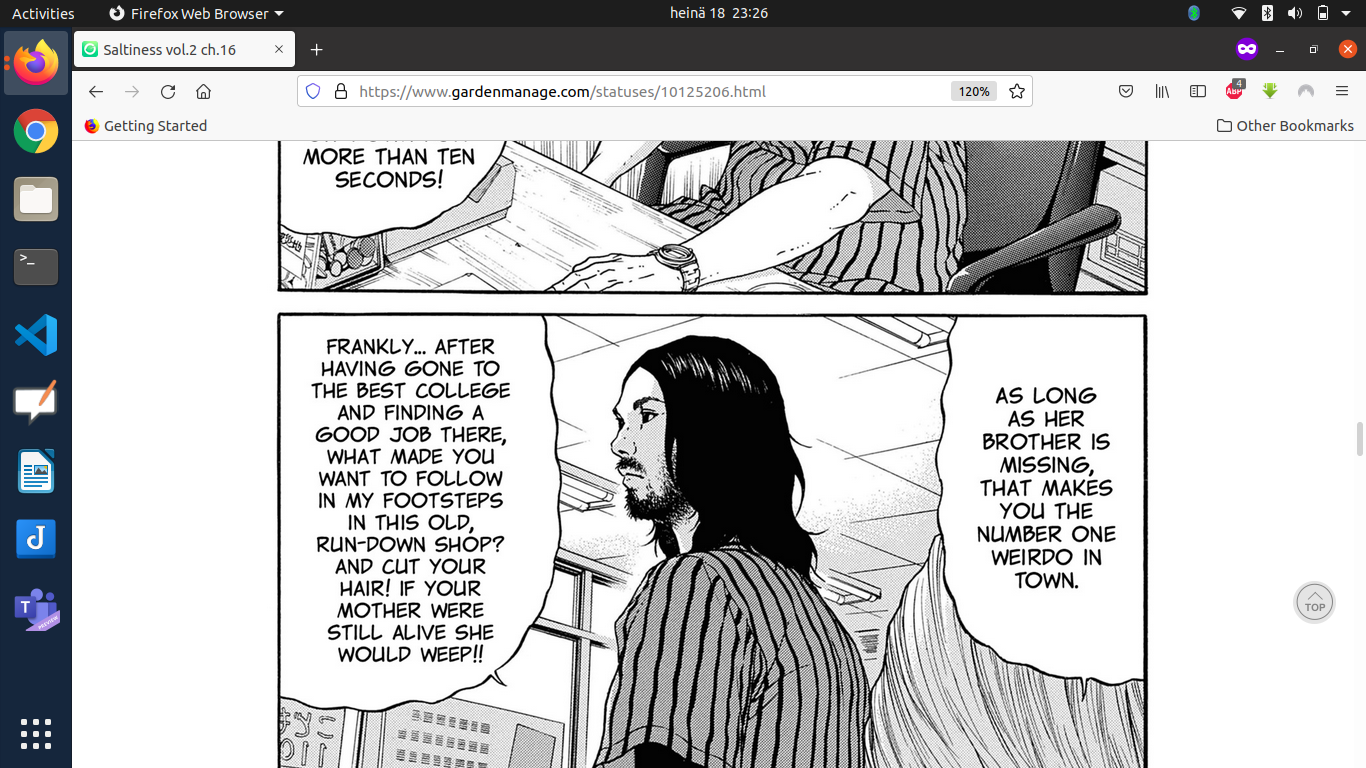 Activities
Firefox Web Browser
heinä 18 23:26
Saltiness vol.2 ch.16
https://www.gardenmanage.com/statuses/10125206.html
120%
4
ABP
Getting Started
Other Bookmarks
MORE THAN TEN
SECONDS!
FRANKLY... AFTER
HAVING GONE TO
THE BEST COLLEGE
AND FINDING A
GOOD JOB THERE,
WHAT MADE YOU
WANT TO FOLLOW
IN MY FOOTSTEPS
IN THIS OLD,
RUN-DOWN SHOP?
AND CUT YOUR
HAIR! IF YOUR
MOTHER WERE
STILL ALIVE SHE
WOULD WEEP!!
AS LONG
AS HER
BROTHER IS
MISSING,
THAT MAKES
YOU THE
NUMBER ONE
WEIRDO IN
TOWN.
TOP
>_
J
T
PREVIEW